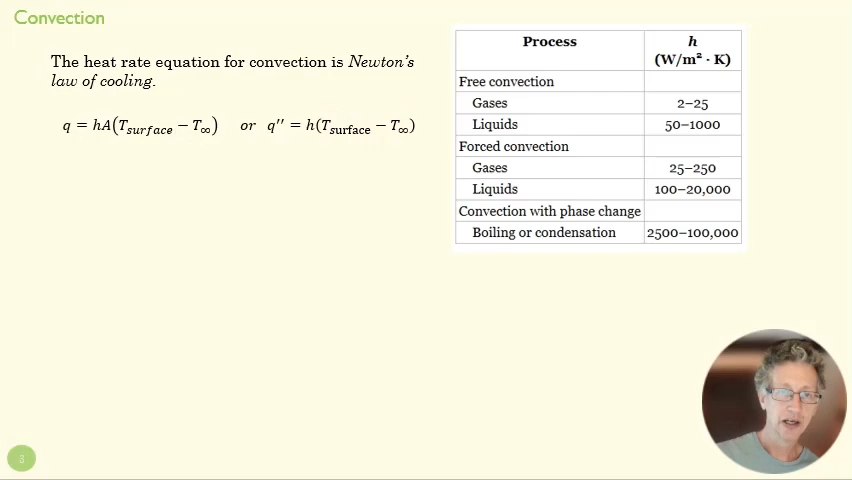 Convection
The heat rate equation for convection is Newton's
law of cooling.
q = hA(T_surface − T_∞) or q′′ = h(T_surface − T_∞)
Process h
(W/m² · K)
Free convection
Gases 2–25
Liquids 50–1000
Forced convection
Gases 25–250
Liquids 100–20,000
Convection with phase change
Boiling or condensation 2500–100,000
3